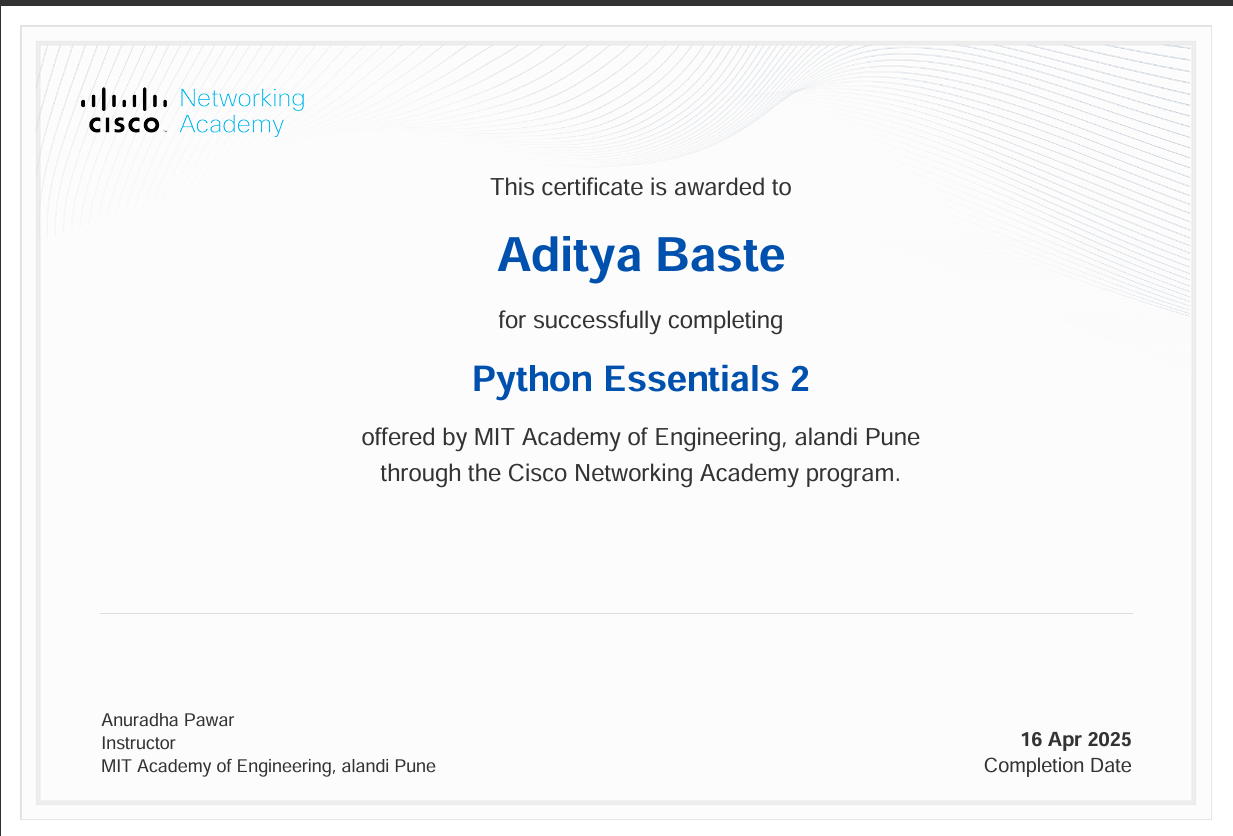 CISCO
Networking
Academy
This certificate is awarded to
Aditya Baste
for successfully completing
Python Essentials 2
offered by MIT Academy of Engineering, alandi Pune
through the Cisco Networking Academy program.
Anuradha Pawar
Instructor
MIT Academy of Engineering, alandi Pune
16 Apr 2025
Completion Date